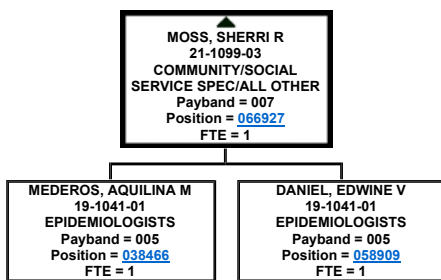 MOSS, SHERRI R
21-1099-03
COMMUNITY/SOCIAL
SERVICE SPEC/ALL OTHER
Payband = 007
Position = 066927
FTE = 1
MEDEROS, AQUILINA M
19-1041-01
EPIDEMIOLOGISTS
Payband = 005
Position = 038466
FTE = 1
DANIEL, EDWINE V
19-1041-01
EPIDEMIOLOGISTS
Payband = 005
Position = 058909
FTE = 1